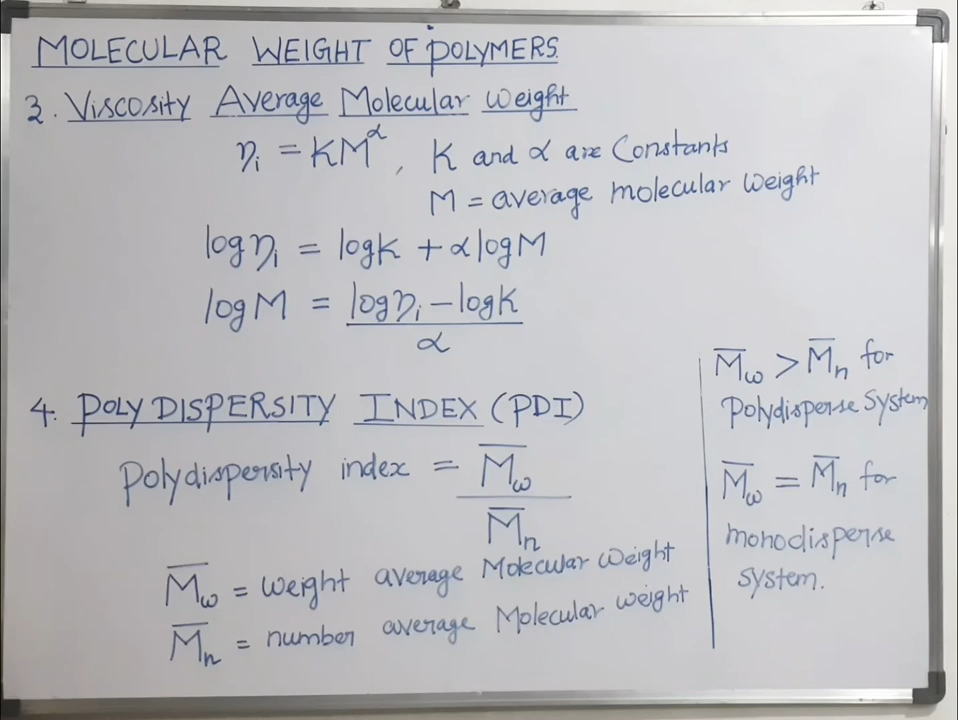 MOLECULAR WEIGHT OF POLYMERS
3. Viscosity Average Molecular Weight
ηi = KM^α, K and α are Constants
M = average molecular weight
log ηi = log K + α log M
log M = (log ηi – log K) / α
4. POLYDISPERSITY INDEX (PDI)
Polydispersity index = M̅w / M̅n
M̅w = weight average Molecular Weight
M̅n = number average Molecular weight
M̅w > M̅n for
polydisperse System
M̅w = M̅n for
monodisperse
system.